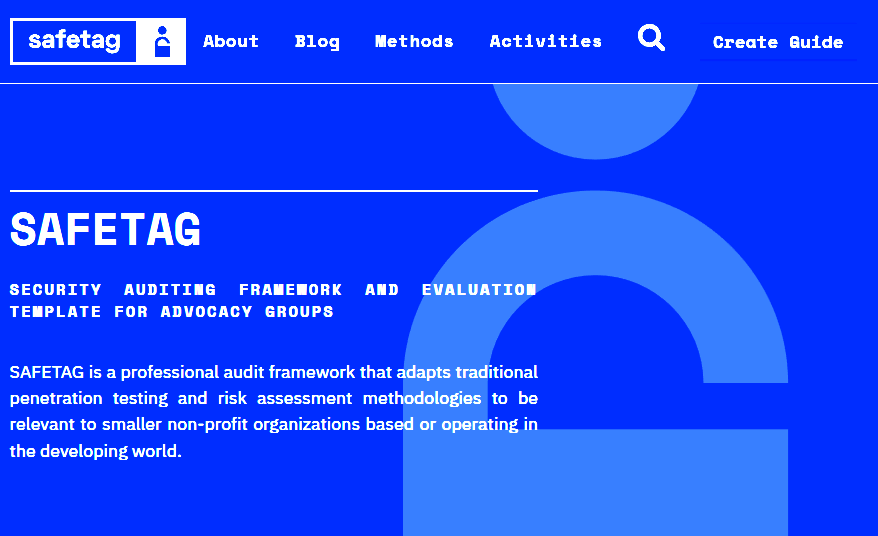 safetag
About Blog Methods Activities Create Guide
SAFETAG
SECURITY AUDITING FRAMEWORK AND EVALUATION
TEMPLATE FOR ADVOCACY GROUPS
SAFETAG is a professional audit framework that adapts traditional
penetration testing and risk assessment methodologies to be
relevant to smaller non-profit organizations based or operating in
the developing world.